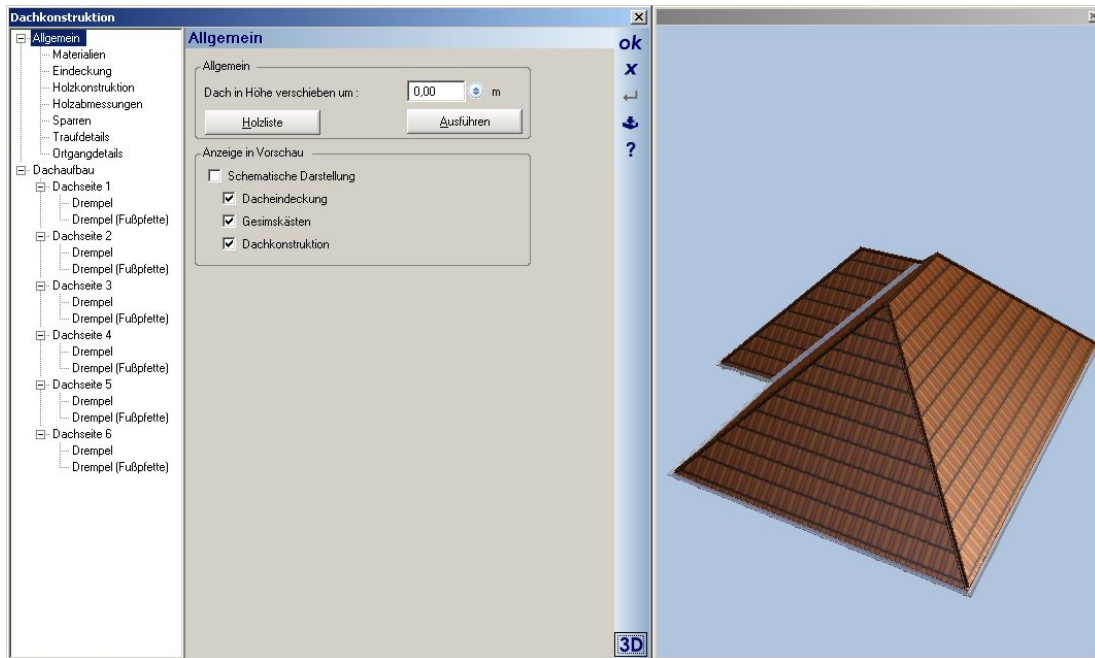 Dachkonstruktion
Allgemein
Materialien
Eindeckung
Holzkonstruktion
Holzabmessungen
Sparren
Traufdetails
Ortgangdetails
Dachaufbau
Dachseite 1
Drempel
Drempel (Fußpfette)
Dachseite 2
Drempel
Drempel (Fußpfette)
Dachseite 3
Drempel
Drempel (Fußpfette)
Dachseite 4
Drempel
Drempel (Fußpfette)
Dachseite 5
Drempel
Drempel (Fußpfette)
Dachseite 6
Drempel
Drempel (Fußpfette)
Allgemein
Allgemein
Dach in Höhe verschieben um : 0,00 m
Holzliste Ausführen
Anzeige in Vorschau
Schematische Darstellung
Dacheindeckung
Gesimskästen
Dachkonstruktion
ok
x
?
3D